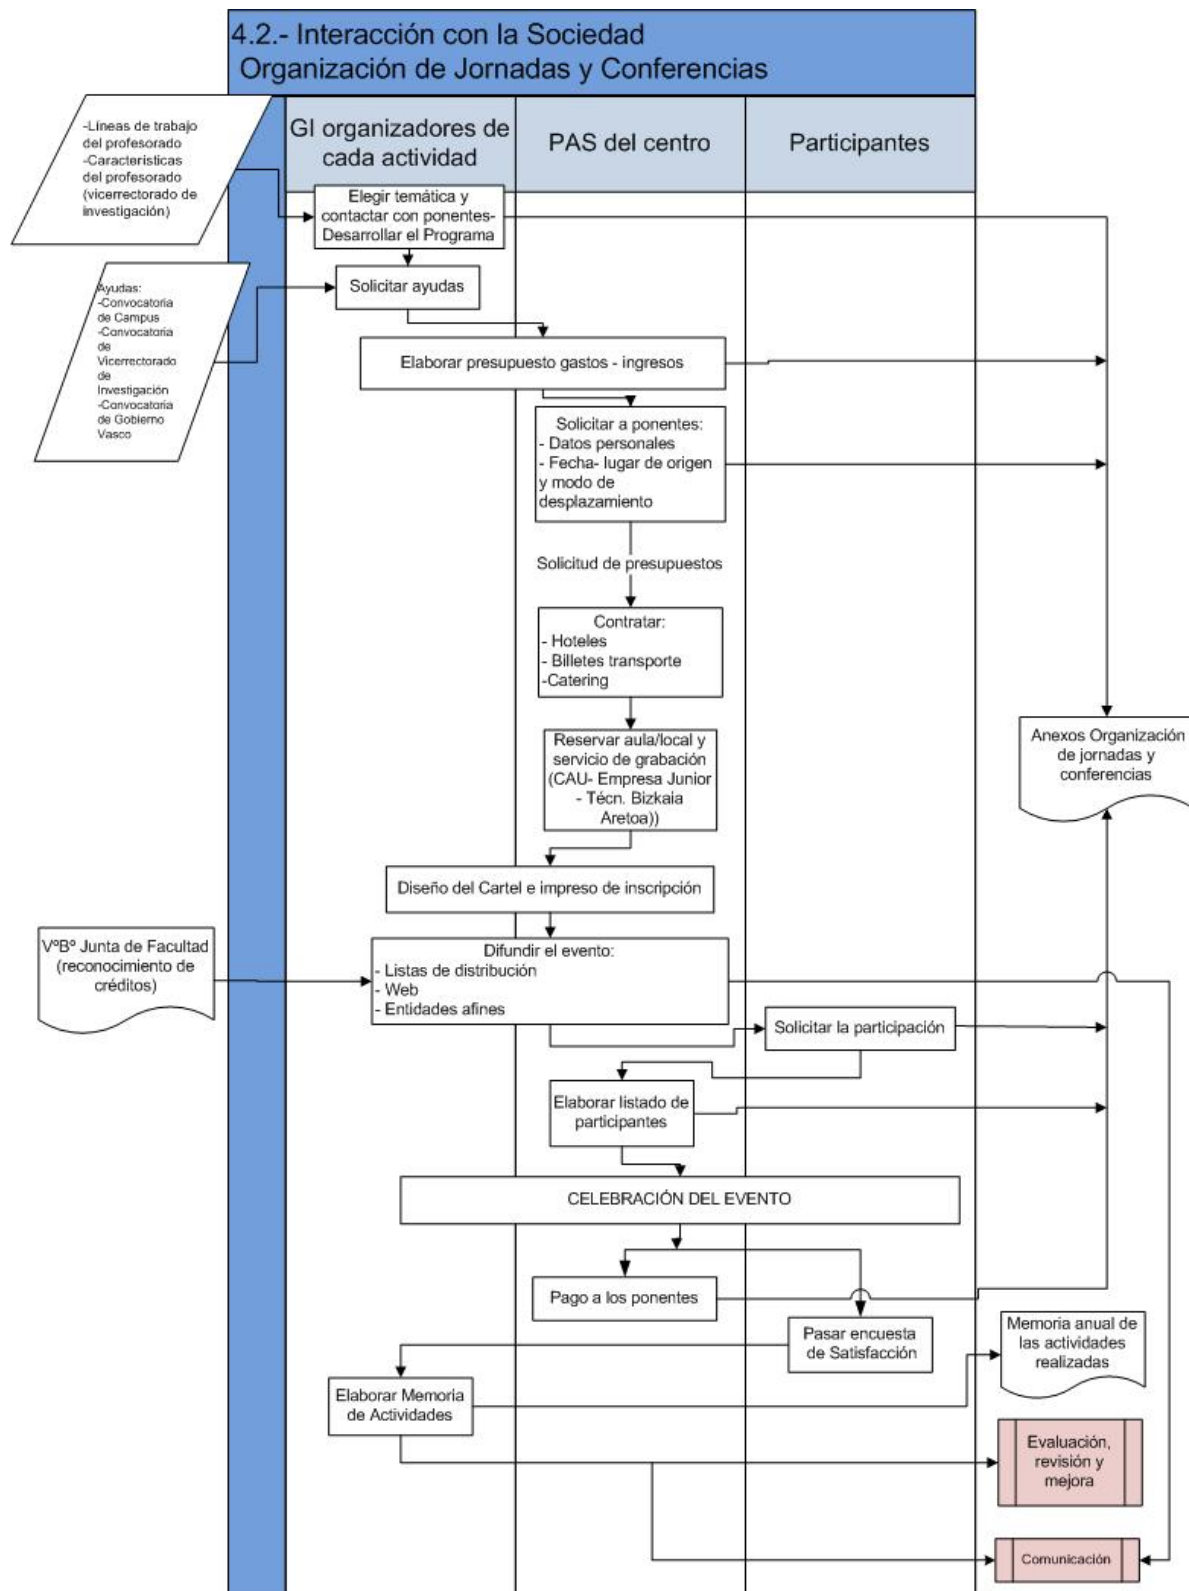 4.2.- Interacción con la Sociedad
Organización de Jornadas y Conferencias
GI organizadores de
cada actividad
PAS del centro
Participantes
-Líneas de trabajo
del profesorado
-Características
del profesorado
(vicerrectorado de
investigación)
Elegir temática y
contactar con ponentes-
Desarrollar el Programa
Ayudas:
-Convocatoria
de Campus
-Convocatoria
de
Vicerrectorado
de
Investigación
-Convocatoria
de Gobierno
Vasco
Solicitar ayudas
Elaborar presupuesto gastos - ingresos
Solicitar a ponentes:
- Datos personales
- Fecha- lugar de origen
y modo de
desplazamiento
Solicitud de presupuestos
Contratar:
- Hoteles
- Billetes transporte
-Catering
Reservar aula/local y
servicio de grabación
(CAU- Empresa Junior
- Técn. Bizkaia
Aretoa))
Anexos Organización
de jornadas y
conferencias
Diseño del Cartel e impreso de inscripción
VºBº Junta de Facultad
(reconocimiento de
créditos)
Difundir el evento:
- Listas de distribución
- Web
- Entidades afines
Solicitar la participación
Elaborar listado de
participantes
CELEBRACIÓN DEL EVENTO
Pago a los ponentes
Pasar encuesta
de Satisfacción
Memoria anual de
las actividades
realizadas
Elaborar Memoria
de Actividades
Evaluación,
revisión y
mejora
Comunicación